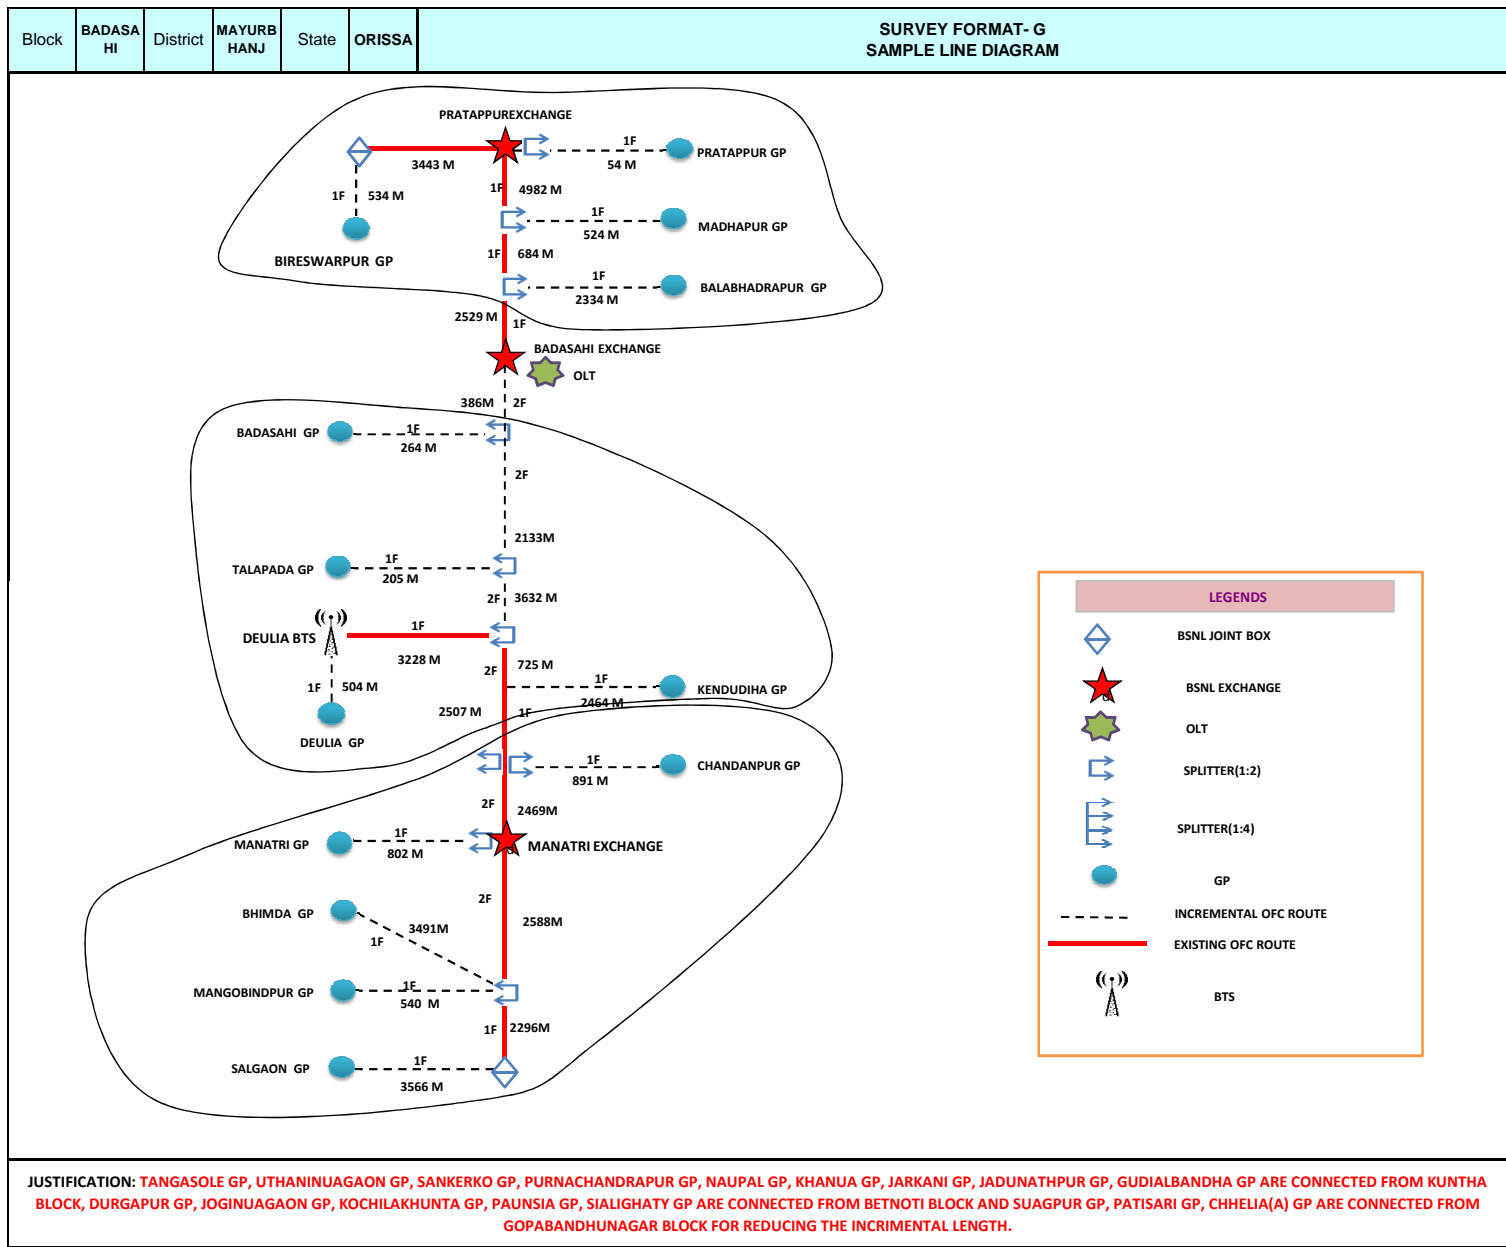 Block
BADASA
HI
District
MAYURB
HANJ
State
ORISSA
SURVEY FORMAT- G
SAMPLE LINE DIAGRAM
PRATAPPUREXCHANGE
3443 M
1F
54 M
PRATAPPUR GP
1F
534 M
BIRESWARPUR GP
1F
4982 M
1F
524 M
MADHAPUR GP
1F
684 M
1F
2334 M
BALABHADRAPUR GP
2529 M
1F
BADASAHI EXCHANGE
OLT
386M
2F
BADASAHI GP
1F
264 M
2F
2133M
TALAPADA GP
1F
205 M
2F
3632 M
DEULIA BTS
1F
3228 M
2F
725 M
1F
504 M
DEULIA GP
1F
2464 M
KENDUDIHA GP
2507 M
1F
1F
891 M
CHANDANPUR GP
2F
2469M
MANATRI GP
1F
802 M
MANATRI EXCHANGE
2F
2588M
BHIMDA GP
3491M
1F
MANGOBINDPUR GP
1F
540 M
1F
2296M
SALGAON GP
1F
3566 M
LEGENDS
BSNL JOINT BOX
BSNL EXCHANGE
OLT
SPLITTER(1:2)
SPLITTER(1:4)
GP
INCREMENTAL OFC ROUTE
EXISTING OFC ROUTE
BTS
JUSTIFICATION: TANGASOLE GP, UTHANINUAGAON GP, SANKERKO GP, PURNACHANDRAPUR GP, NAUPAL GP, KHANUA GP, JARKANI GP, JADUNATHPUR GP, GUDIALBANDHA GP ARE CONNECTED FROM KUNTHA
BLOCK, DURGAPUR GP, JOGINUAGAON GP, KOCHILAKHUNTA GP, PAUNSIA GP, SIALIGHATY GP ARE CONNECTED FROM BETNOTI BLOCK AND SUAGPUR GP, PATISARI GP, CHHELIA(A) GP ARE CONNECTED FROM
GOPABANDHUNAGAR BLOCK FOR REDUCING THE INCRIMENTAL LENGTH.